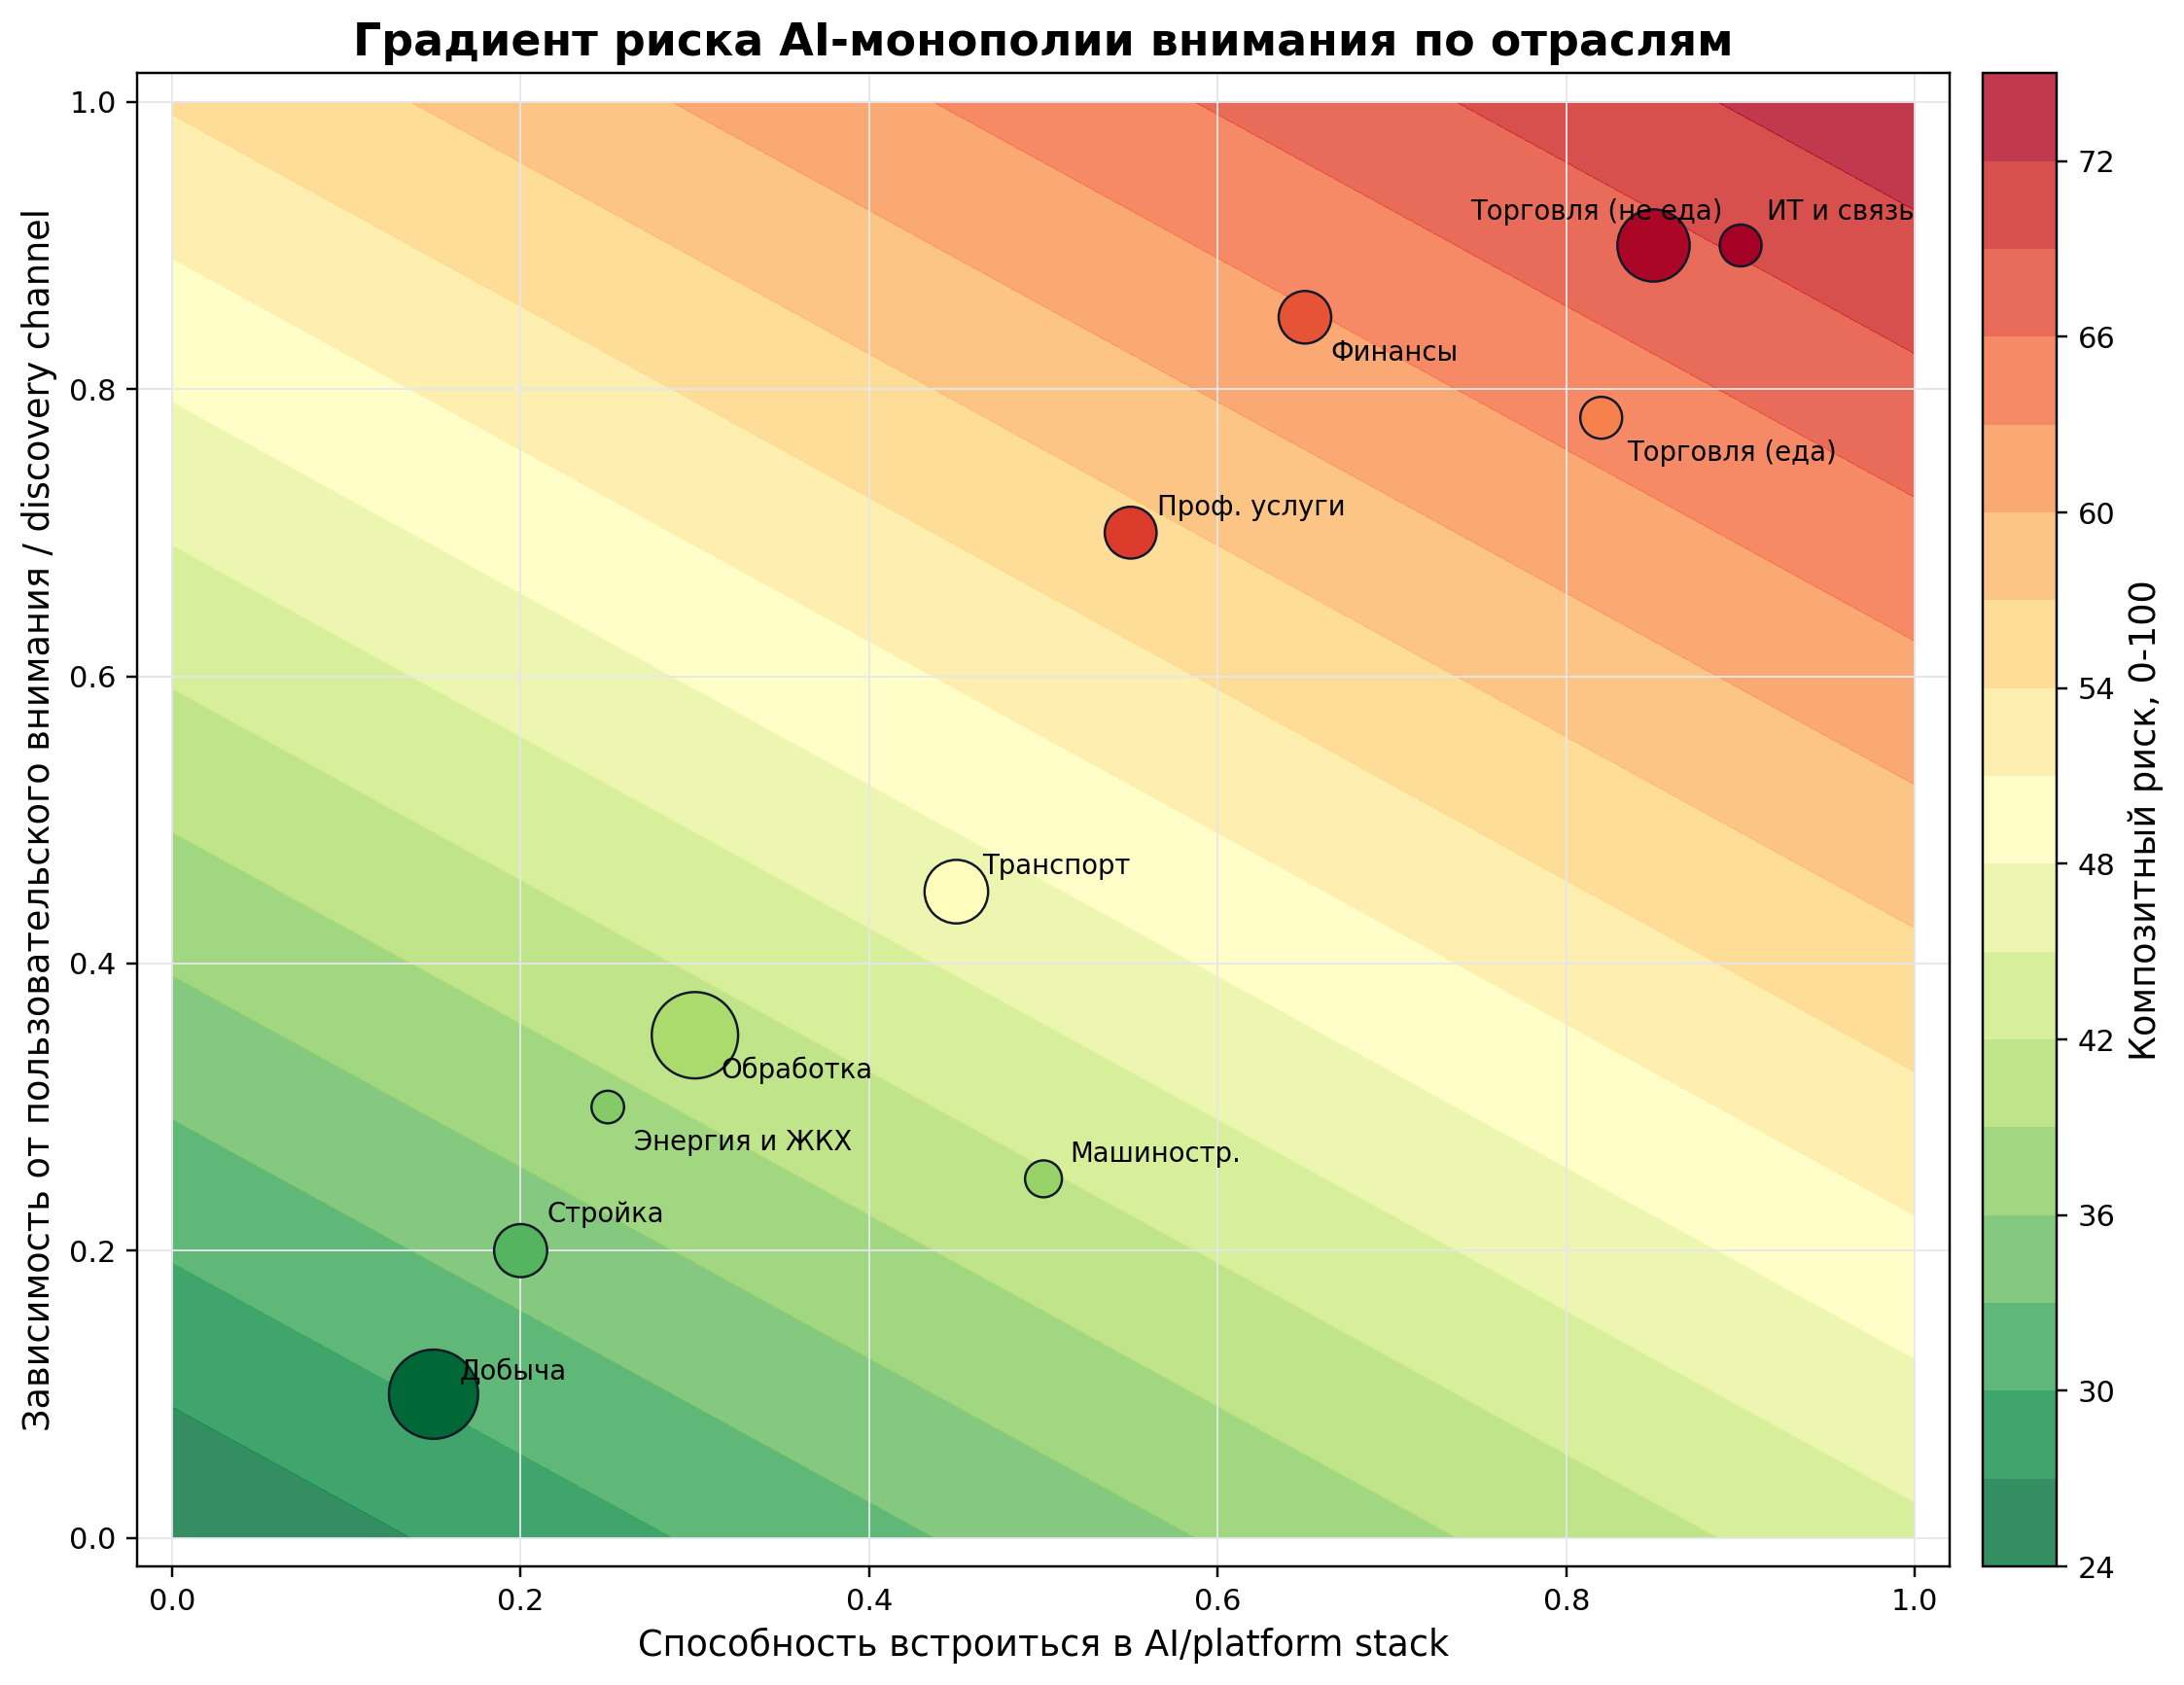 Градиент риска AI-монополии внимания по отраслям
Зависимость от пользовательского внимания / discovery channel
1.0
0.8
0.6
0.4
0.2
0.0
Торговля (не еда)
ИТ и связь
Финансы
Торговля (еда)
Проф. услуги
Транспорт
Обработка
Энергия и ЖКХ
Машиностр.
Стройка
Добыча
0.0
0.2
0.4
0.6
0.8
1.0
Способность встроиться в AI/platform stack
72
66
60
54
48
42
36
30
24
Композитный риск, 0-100